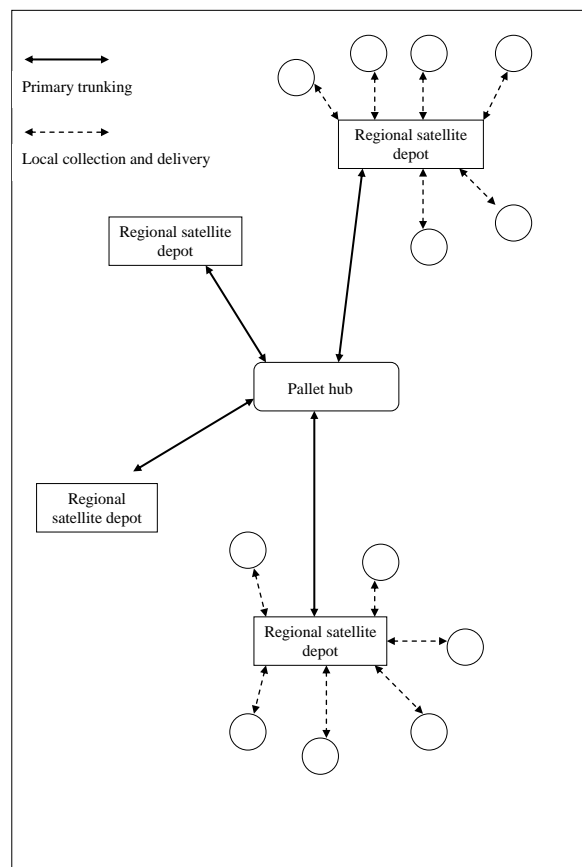 Primary trunking
Local collection and delivery
Regional satellite
depot
Regional satellite
depot
Pallet hub
Regional
satellite depot
Regional satellite
depot